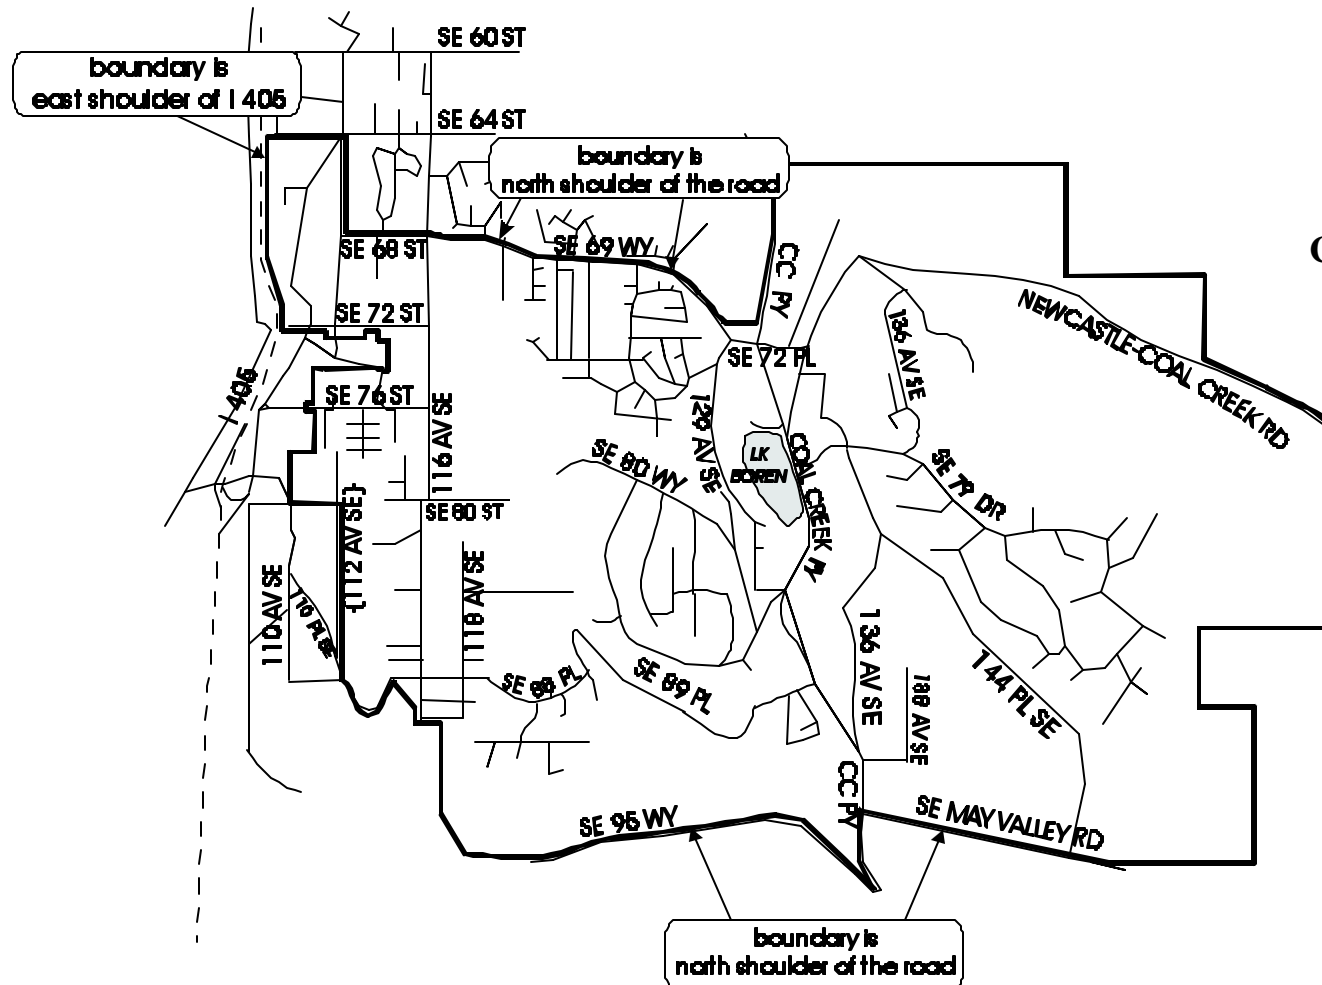 SE 60 ST
boundary is
east shoulder of I 405
SE 64 ST
boundary is
north shoulder of the road
SE 68 ST
SE 69 WY
CC PY
SE 72 ST
NEWCASTLE-COAL CREEK RD
136 AV SE
SE 72 PL
I 405
SE 76 ST
116 AV SE
126 AV SE
LK
BOREN
COAL CREEK PY
SE 80 WY
SE 79 DR
SE 80 ST
{112 AV SE}
110 AV SE
110 PL SE
118 AV SE
136 AV SE
144 PL SE
SE 88 PL
SE 89 PL
138 AV SE
CC PY
SE 95 WY
SE MAY VALLEY RD
boundary is
north shoulder of the road